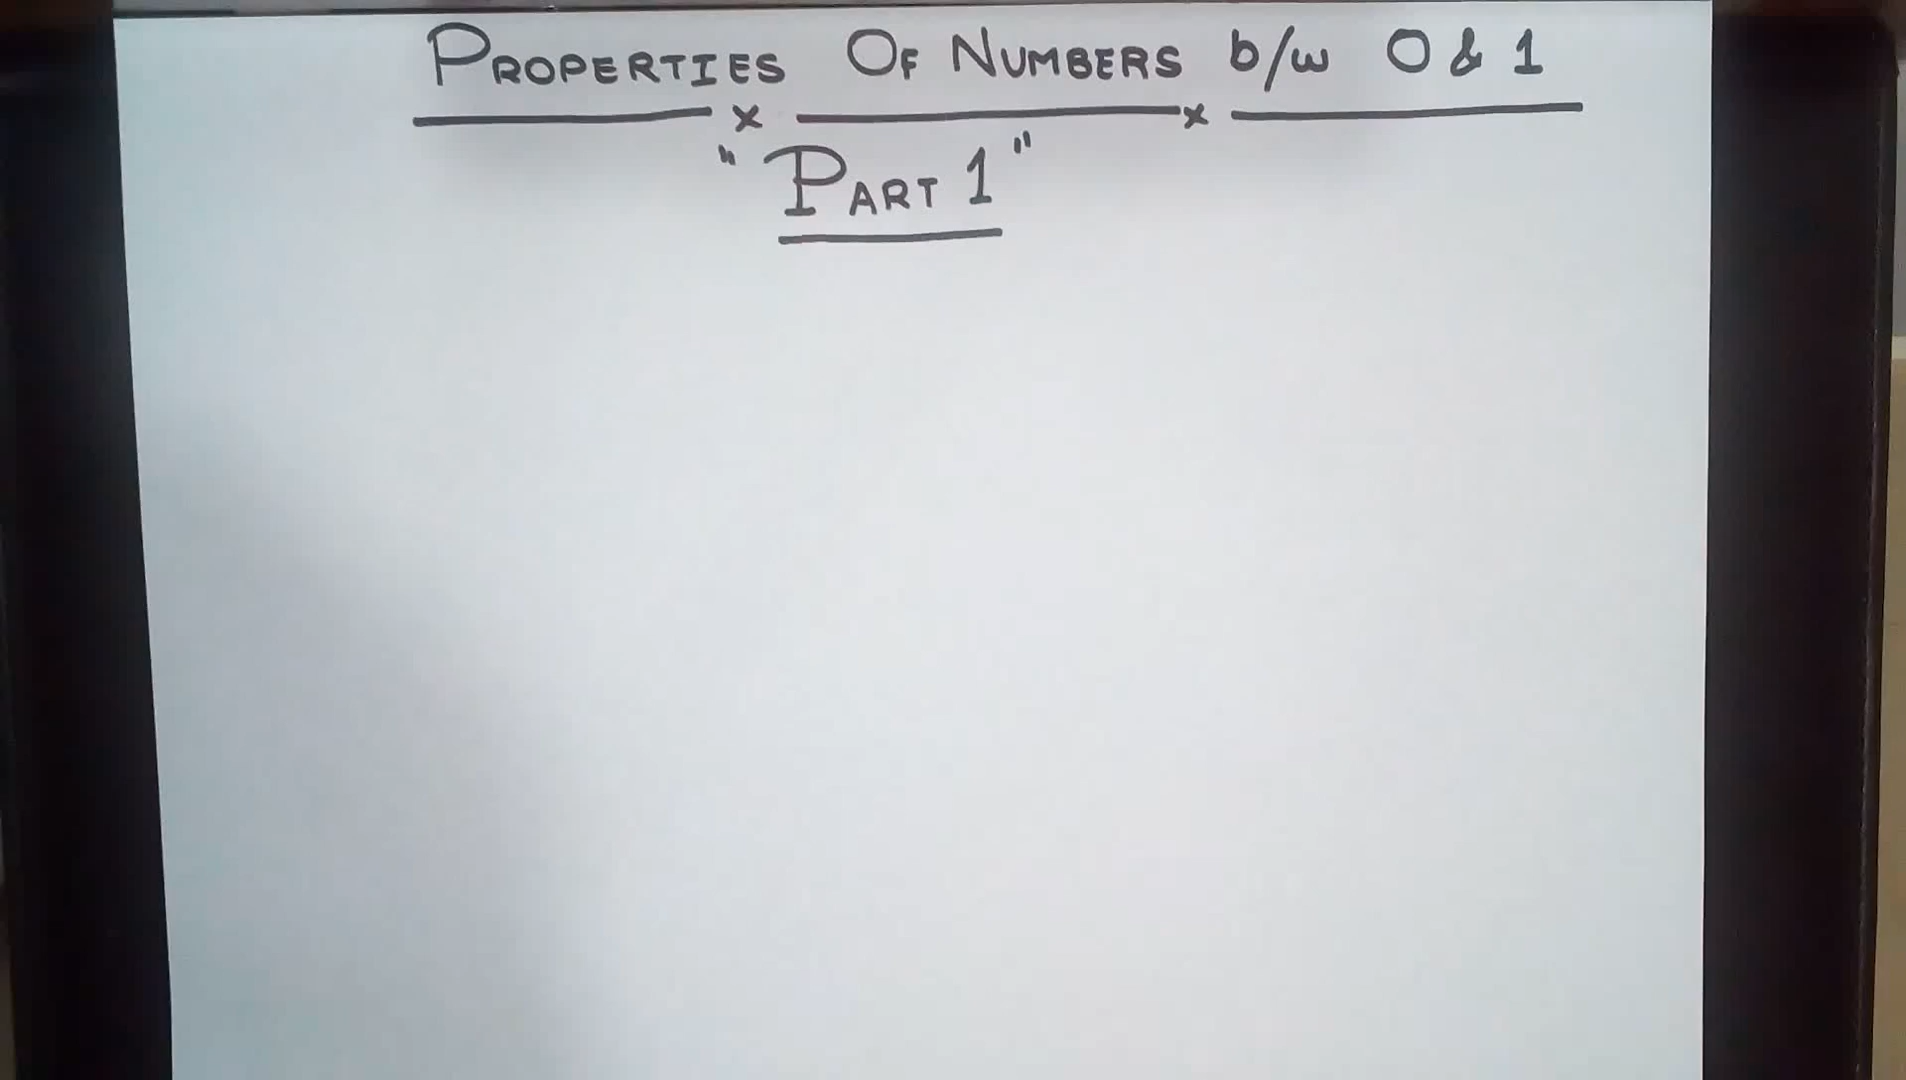 PROPERTIES OF NUMBERS b/w 0 & 1
"PART 1"